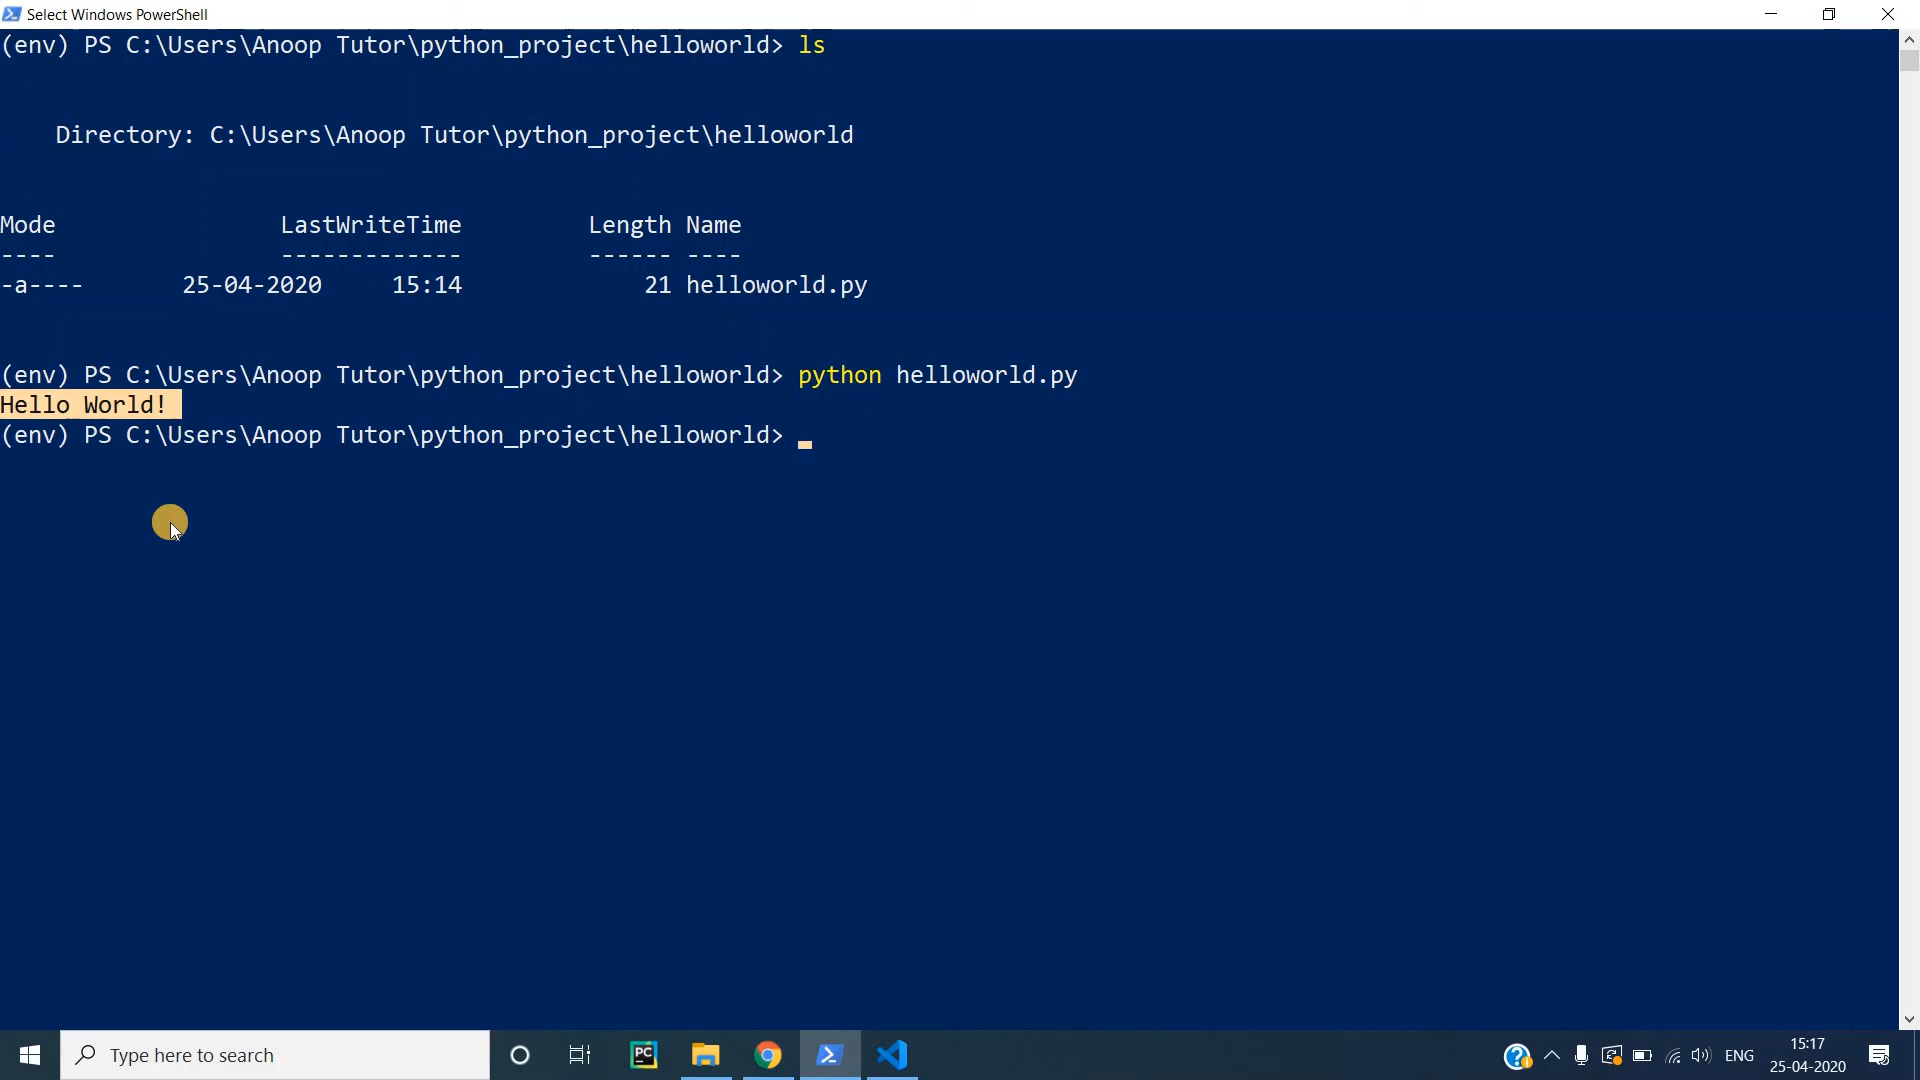 Select Windows PowerShell
(env) PS C:\Users\Anoop Tutor\python_project\helloworld> ls
Directory: C:\Users\Anoop Tutor\python_project\helloworld
Mode LastWriteTime Length Name
---- ------------- ------ ----
-a---- 25-04-2020 15:14 21 helloworld.py
(env) PS C:\Users\Anoop Tutor\python_project\helloworld> python helloworld.py
Hello World!
(env) PS C:\Users\Anoop Tutor\python_project\helloworld>
Type here to search
PC
ENG
15:17
25-04-2020